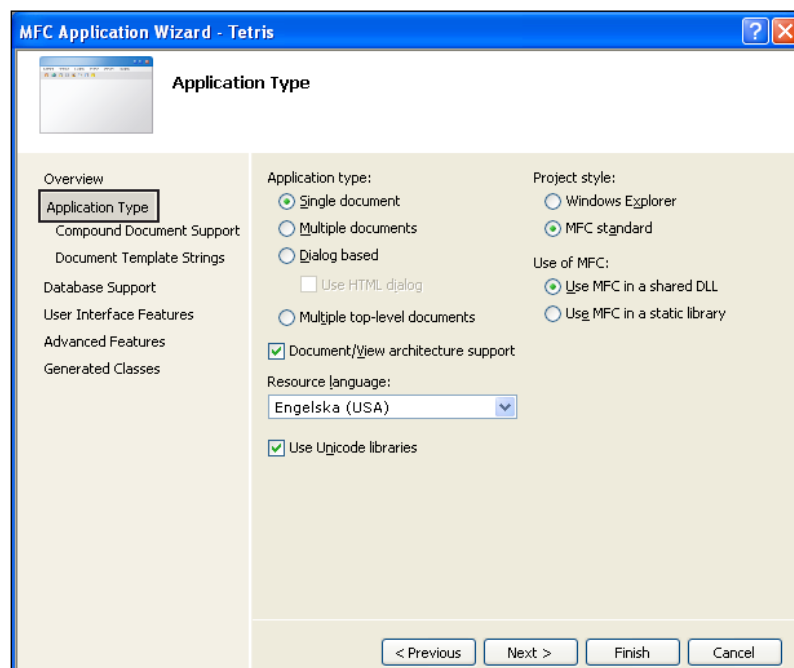 MFC Application Wizard - Tetris
Application Type
Overview
Application Type
Compound Document Support
Document Template Strings
Database Support
User Interface Features
Advanced Features
Generated Classes
Application type:
Single document
Multiple documents
Dialog based
Use HTML dialog
Multiple top-level documents
Document/View architecture support
Resource language:
Engelska (USA)
Use Unicode libraries
Project style:
Windows Explorer
MFC standard
Use of MFC:
Use MFC in a shared DLL
Use MFC in a static library
< Previous
Next >
Finish
Cancel